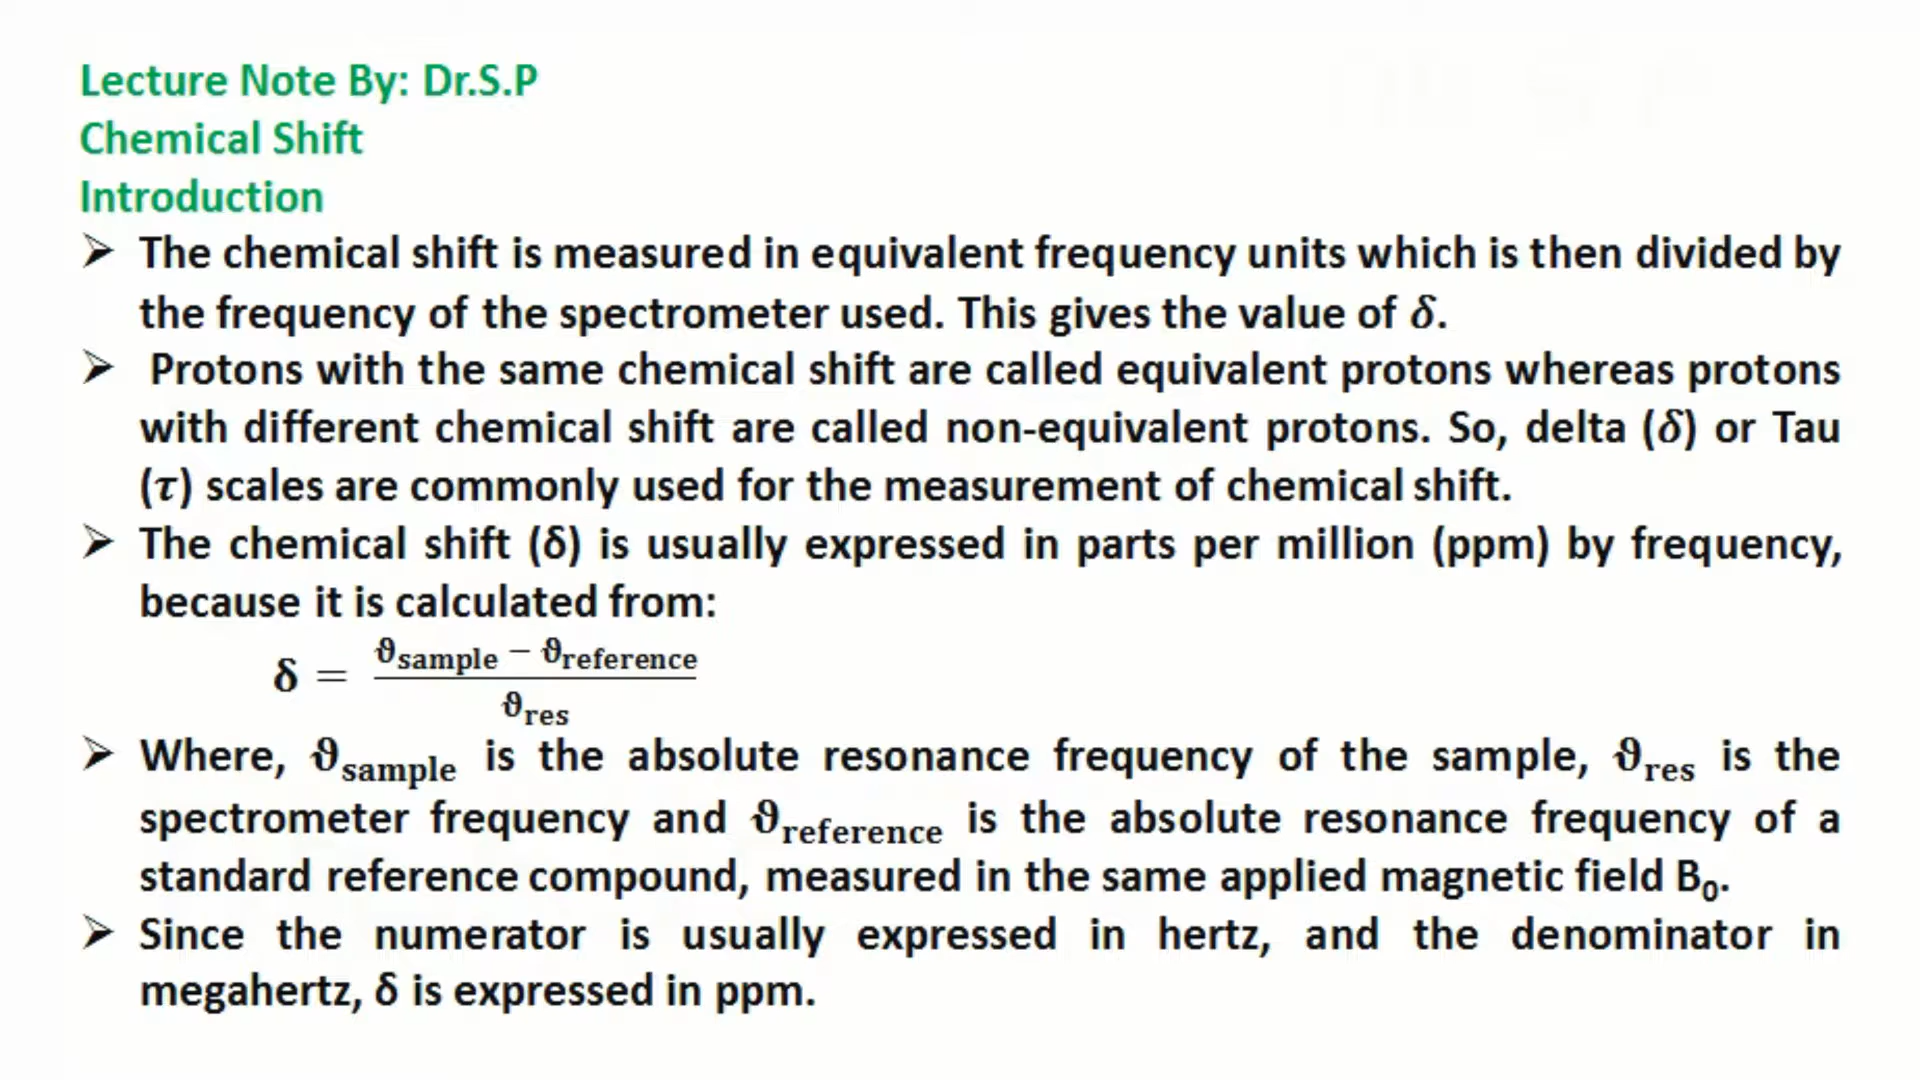 Lecture Note By: Dr.S.P
Chemical Shift
Introduction
➢ The chemical shift is measured in equivalent frequency units which is then divided by
the frequency of the spectrometer used. This gives the value of δ.
➢ Protons with the same chemical shift are called equivalent protons whereas protons
with different chemical shift are called non-equivalent protons. So, delta (δ) or Tau
(τ) scales are commonly used for the measurement of chemical shift.
➢ The chemical shift (δ) is usually expressed in parts per million (ppm) by frequency,
because it is calculated from:
δ = (ϑsample − ϑreference) / ϑres
➢ Where, ϑsample is the absolute resonance frequency of the sample, ϑres is the
spectrometer frequency and ϑreference is the absolute resonance frequency of a
standard reference compound, measured in the same applied magnetic field B₀.
➢ Since the numerator is usually expressed in hertz, and the denominator in
megahertz, δ is expressed in ppm.